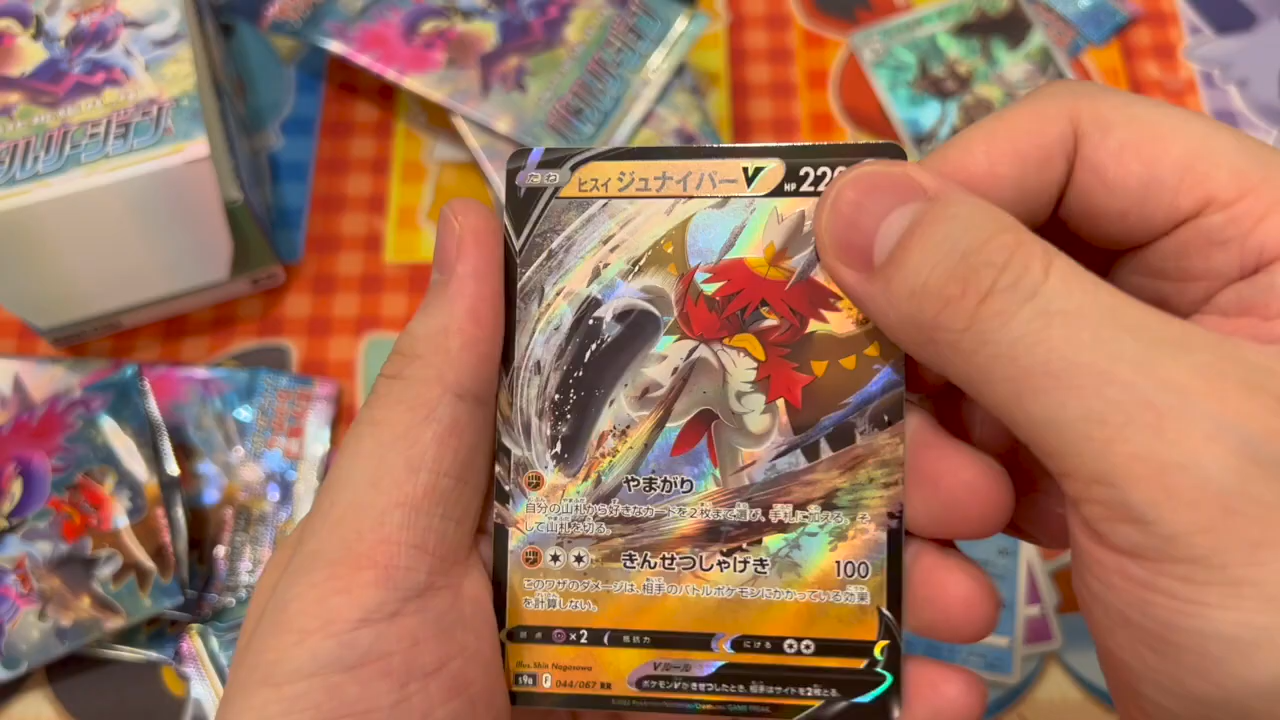 たね
ヒスイ ジュナイパーV
HP 22
やまがり
自分の山札から好きなカードを2枚まで選び、手札に加える。そ
して山札を切る。
きんせつしゃげき 100
このワザのダメージは、相手のバトルポケモンにかかっている効果
を計算しない。
弱点 ×2 抵抗力 にげる
Illus. Shin Nagasawa
Vルール
s9a F 044/067 RR
ポケモンVがきぜつしたとき、相手はサイドを2枚とる。